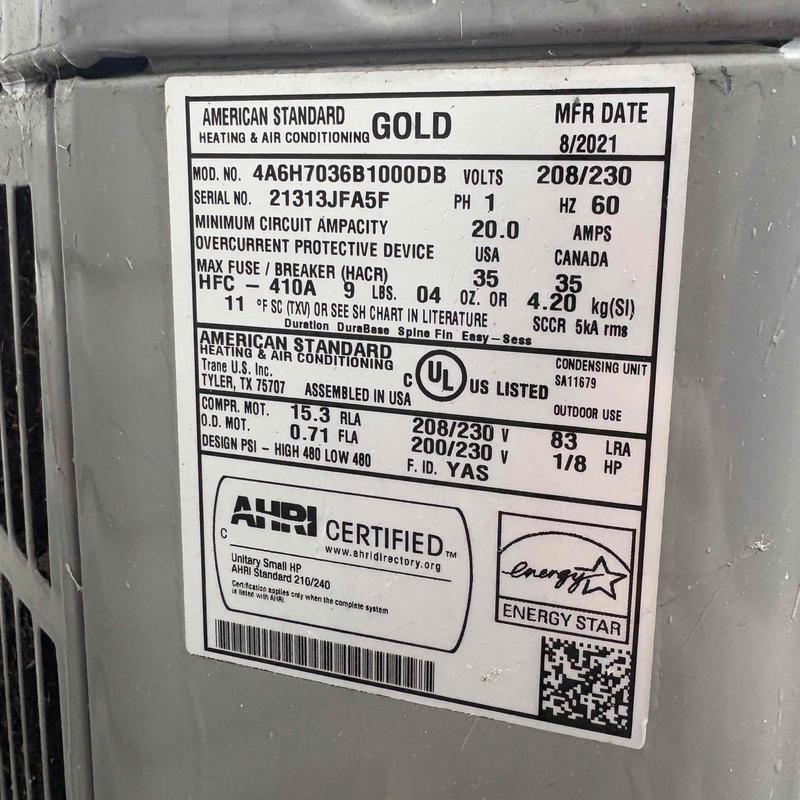 AMERICAN STANDARD
HEATING & AIR CONDITIONING GOLD MFR DATE
8/2021
MOD. NO. 4A6H7036B1000DB VOLTS 208/230
SERIAL NO. 21313JFA5F PH 1 HZ 60
MINIMUM CIRCUIT AMPACITY 20.0 AMPS
OVERCURRENT PROTECTIVE DEVICE USA CANADA
MAX FUSE / BREAKER (HACR) 35 35
HFC - 410A 9 LBS. 04 OZ. OR 4.20 kg(SI)
11 °F SC (TXV) OR SEE SH CHART IN LITERATURE SCCR 5kA rms
Duration DuraBase Spine Fin Easy-Sess
AMERICAN STANDARD
HEATING & AIR CONDITIONING
Trane U.S. Inc.
TYLER, TX 75707 ASSEMBLED IN USA
C UL US LISTED
CONDENSING UNIT
SA11679
OUTDOOR USE
COMPR. MOT. 15.3 RLA 208/230 V 83 LRA
O.D. MOT. 0.71 FLA 200/230 V 1/8 HP
DESIGN PSI - HIGH 480 LOW 480 F. ID. YAS
C AHRI CERTIFIED™
www.ahridirectory.org
Unitary Small HP
AHRI Standard 210/240
Certification applies only when the complete system
is listed with AHRI.
energy
ENERGY STAR